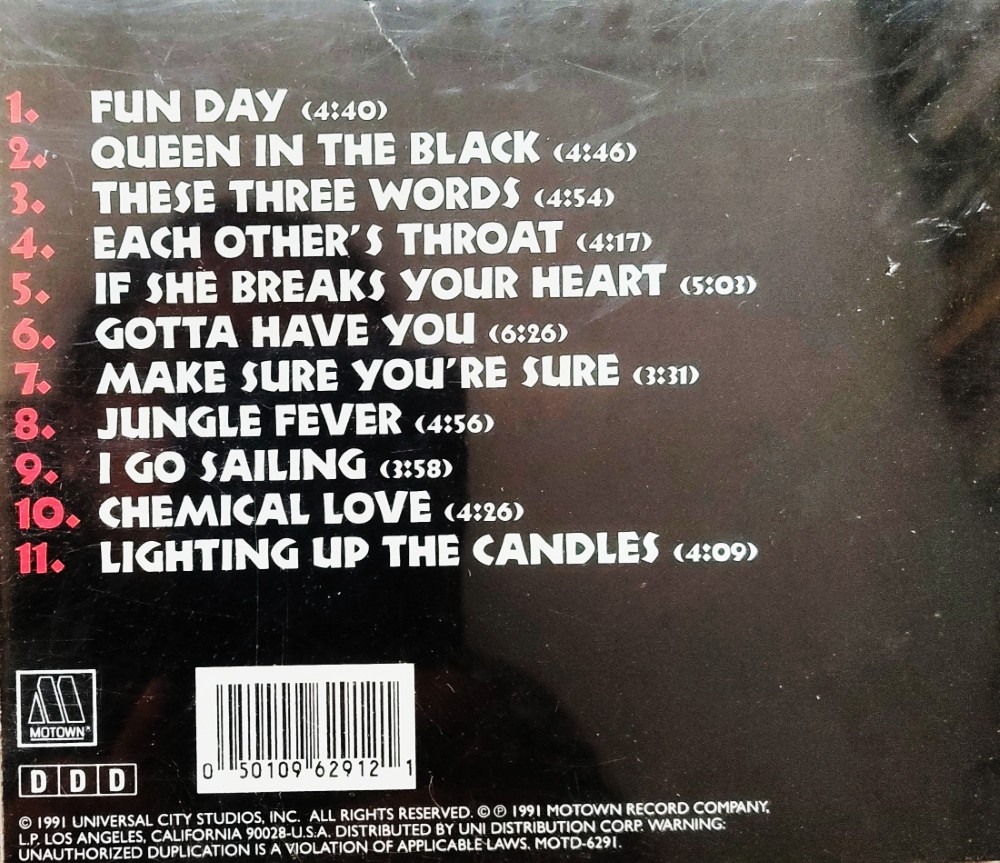 1. FUN DAY (4:40)
2. QUEEN IN THE BLACK (4:46)
3. THESE THREE WORDS (4:54)
4. EACH OTHER'S THROAT (4:17)
5. IF SHE BREAKS YOUR HEART (5:03)
6. GOTTA HAVE YOU (6:26)
7. MAKE SURE YOU'RE SURE (3:31)
8. JUNGLE FEVER (4:56)
9. I GO SAILING (3:58)
10. CHEMICAL LOVE (4:26)
11. LIGHTING UP THE CANDLES (4:09)
MOTOWN®
0 50109 62912 1
D D D
© 1991 UNIVERSAL CITY STUDIOS, INC. ALL RIGHTS RESERVED. © ℗ 1991 MOTOWN RECORD COMPANY,
L.P. LOS ANGELES, CALIFORNIA 90028-U.S.A. DISTRIBUTED BY UNI DISTRIBUTION CORP. WARNING:
UNAUTHORIZED DUPLICATION IS A VIOLATION OF APPLICABLE LAWS. MOTD-6291.